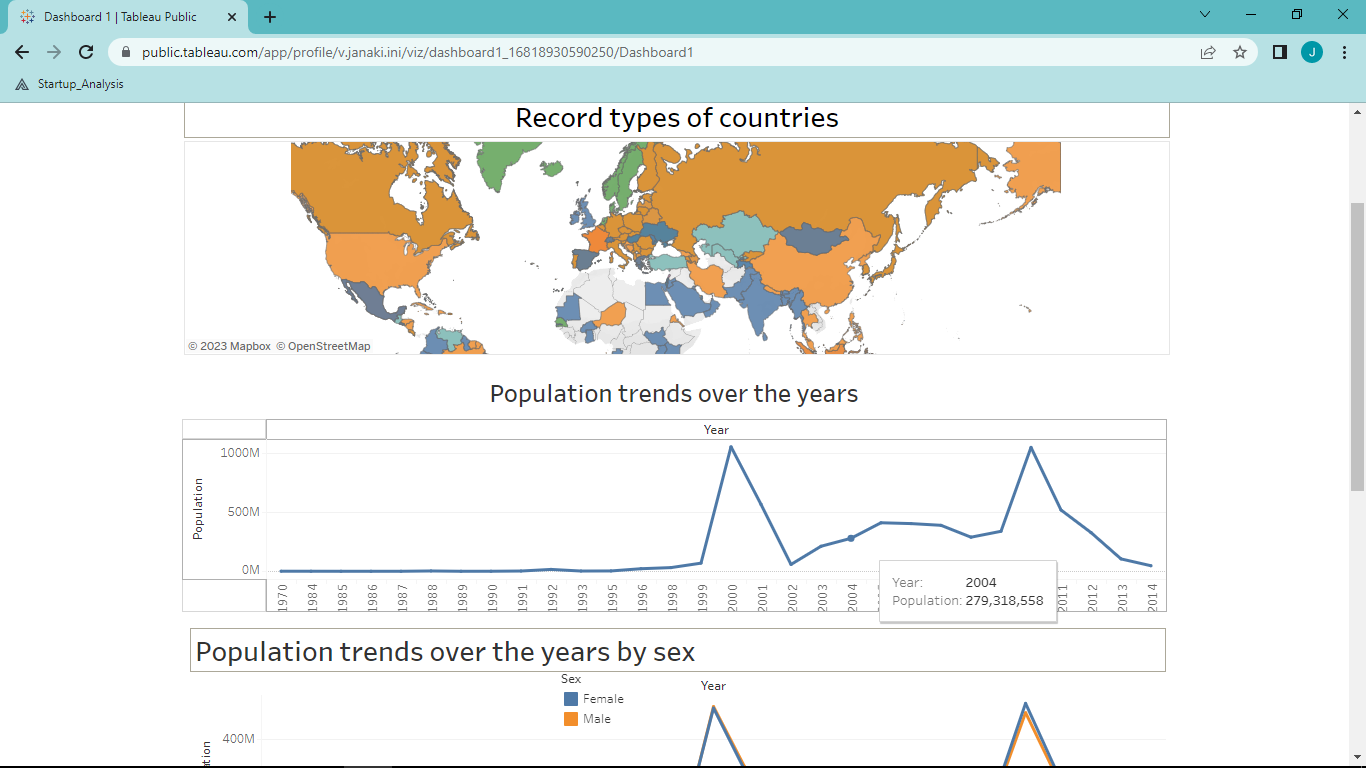 Dashboard 1 | Tableau Public
public.tableau.com/app/profile/v.janaki.ini/viz/dashboard1_16818930590250/Dashboard1
J
Startup_Analysis
Record types of countries
© 2023 Mapbox © OpenStreetMap
Population trends over the years
Year
Population
1000M
500M
0M
1970
1984
1985
1986
1987
1988
1989
1990
1991
1992
1993
1995
1996
1998
1999
2000
2001
2002
2003
2004
2011
2012
2013
2014
Year: 2004
Population: 279,318,558
Population trends over the years by sex
Sex
Female
Male
Year
400M